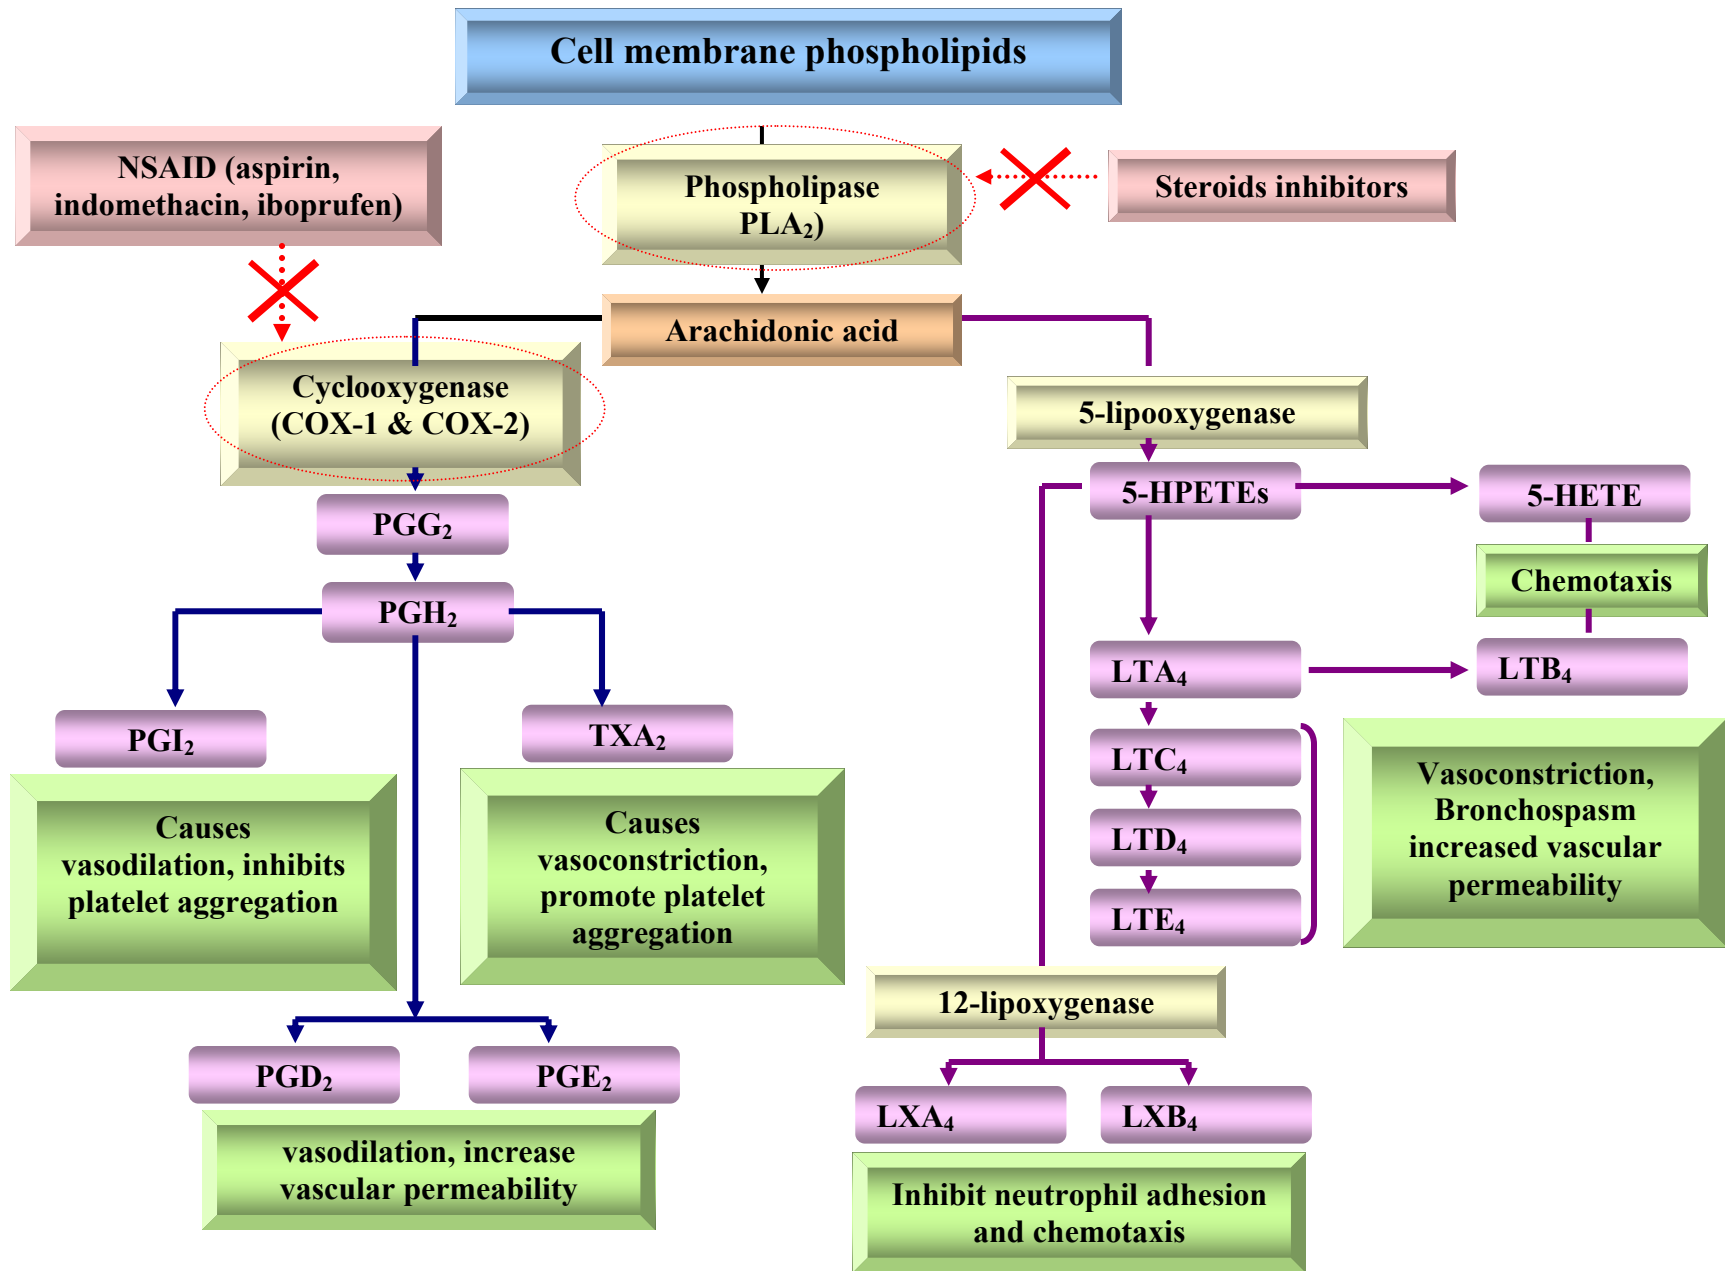 Cell membrane phospholipids
NSAID (aspirin,
indomethacin, iboprufen)
Phospholipase
PLA₂)
Steroids inhibitors
Arachidonic acid
Cyclooxygenase
(COX-1 & COX-2)
5-lipooxygenase
PGG₂
5-HPETEs
5-HETE
Chemotaxis
PGH₂
LTA₄
LTB₄
PGI₂
TXA₂
LTC₄
LTD₄
LTE₄
Vasoconstriction,
Bronchospasm
increased vascular
permeability
Causes
vasodilation, inhibits
platelet aggregation
Causes
vasoconstriction,
promote platelet
aggregation
12-lipoxygenase
PGD₂
PGE₂
LXA₄
LXB₄
vasodilation, increase
vascular permeability
Inhibit neutrophil adhesion
and chemotaxis